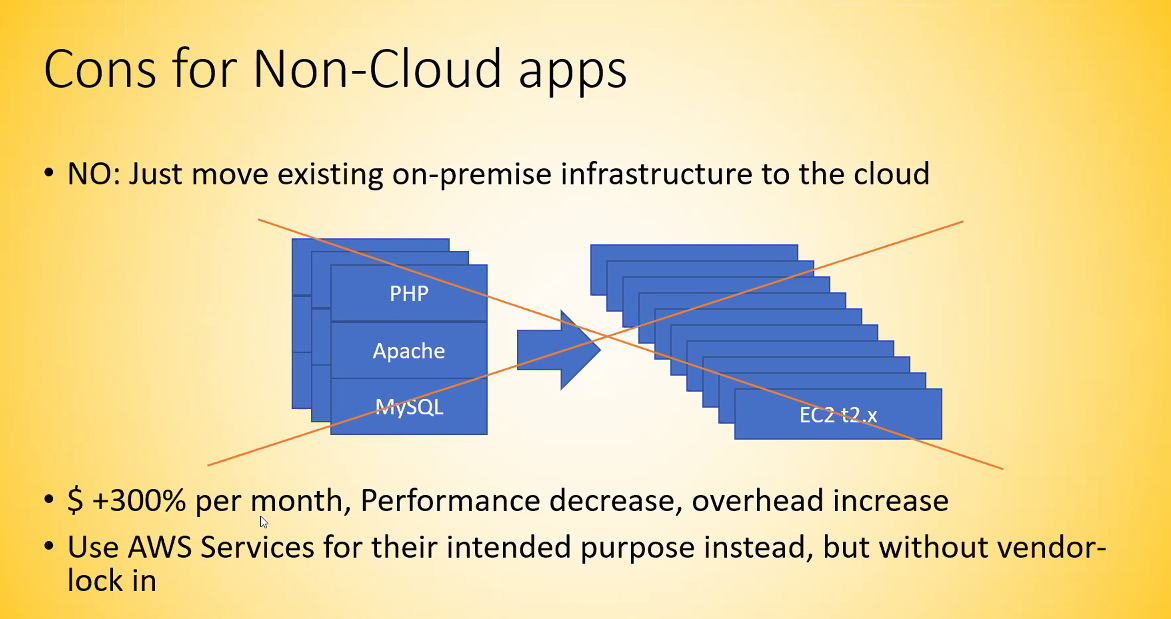 Cons for Non-Cloud apps
• NO: Just move existing on-premise infrastructure to the cloud
PHP
Apache
MySQL
EC2 t2.x
• $ +300% per month, Performance decrease, overhead increase
• Use AWS Services for their intended purpose instead, but without vendor-
lock in